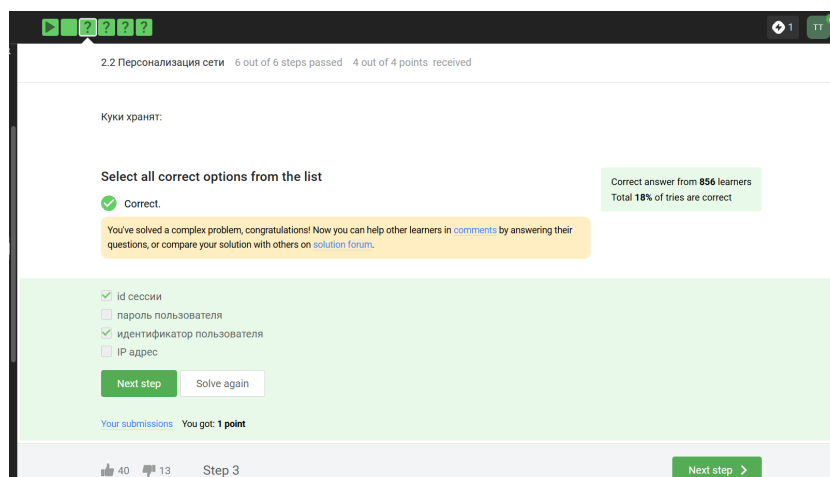 ? ? ? ?
1
TT
2.2 Персонализация сети 6 out of 6 steps passed 4 out of 4 points received
Куки хранят:
Select all correct options from the list
Correct.
You've solved a complex problem, congratulations! Now you can help other learners in comments by answering their
questions, or compare your solution with others on solution forum.
Correct answer from 856 learners
Total 18% of tries are correct
id сессии
пароль пользователя
идентификатор пользователя
IP адрес
Next step Solve again
Your submissions You got: 1 point
40 13 Step 3
Next step